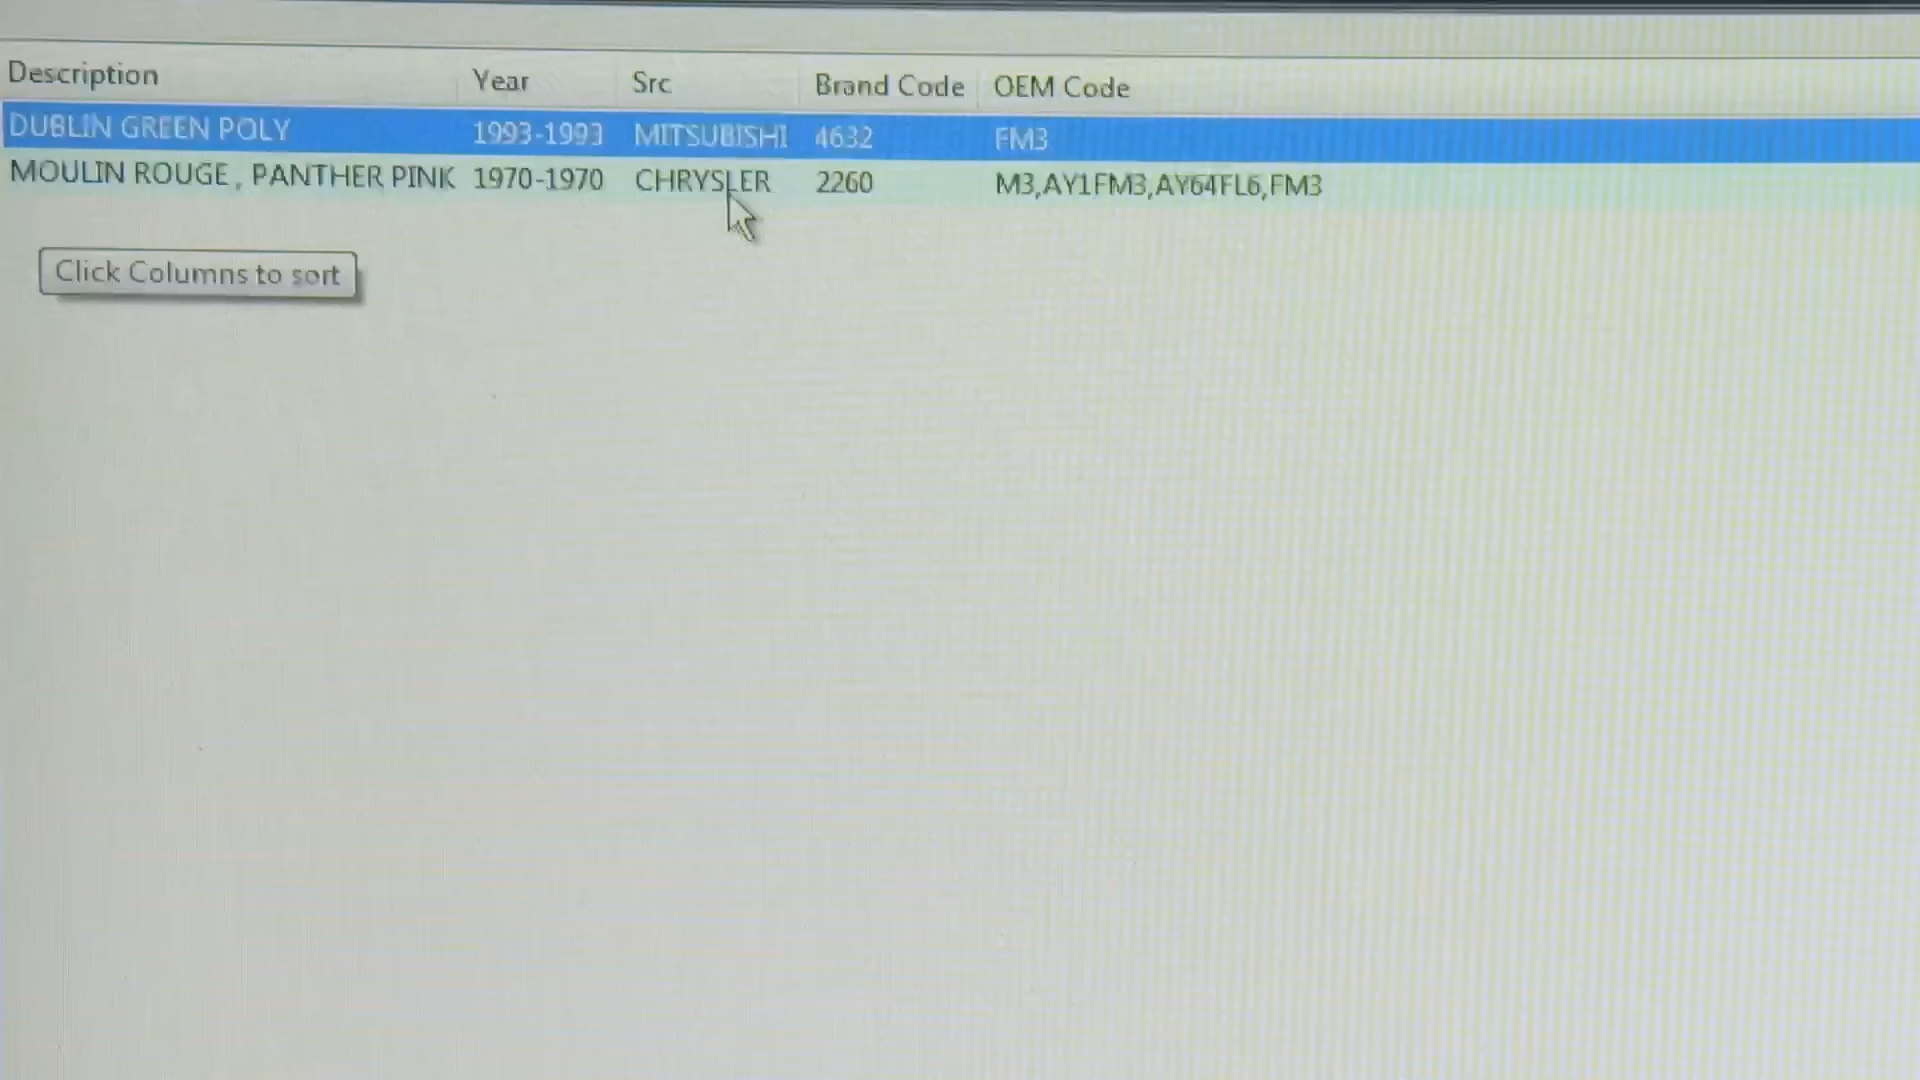 Description Year Src Brand Code OEM Code
DUBLIN GREEN POLY 1993-1993 MITSUBISHI 4632 FM3
MOULIN ROUGE , PANTHER PINK 1970-1970 CHRYSLER 2260 M3,AY1FM3,AY64FL6,FM3
Click Columns to sort